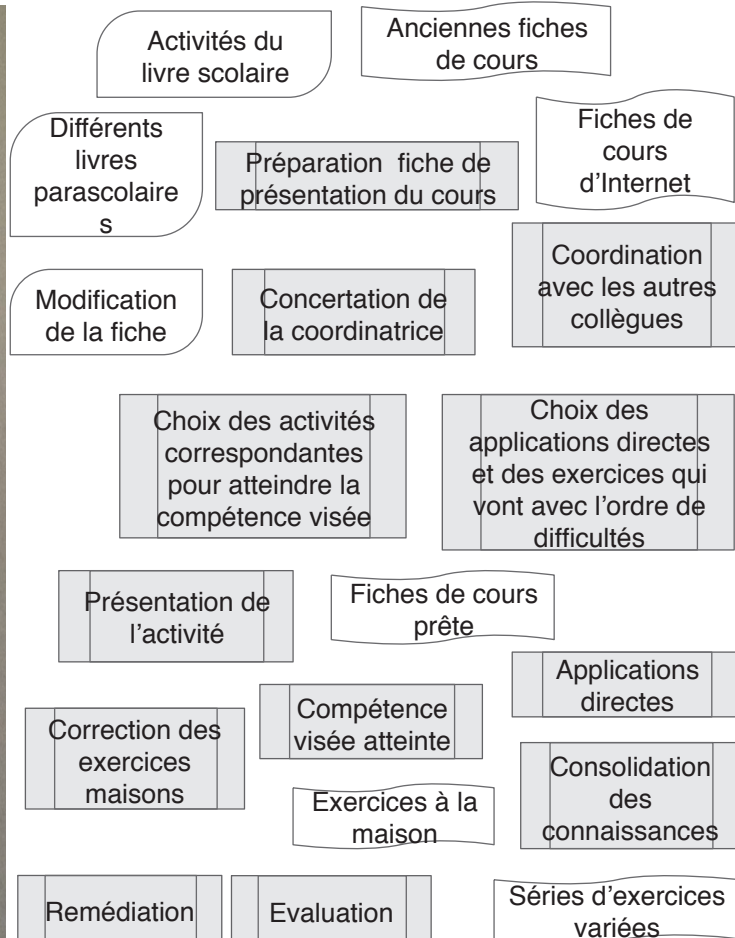 Activités du
livre scolaire
Anciennes fiches
de cours
Différents
livres
parascolaire
s
Préparation fiche de
présentation du cours
Fiches de
cours
d'Internet
Modification
de la fiche
Concertation de
la coordinatrice
Coordination
avec les autres
collègues
Choix des activités
correspondantes
pour atteindre la
compétence visée
Choix des
applications directes
et des exercices qui
vont avec l'ordre de
difficultés
Présentation de
l'activité
Fiches de cours
prête
Applications
directes
Correction des
exercices
maisons
Compétence
visée atteinte
Exercices à la
maison
Consolidation
des
connaissances
Remédiation
Evaluation
Séries d'exercices
variées